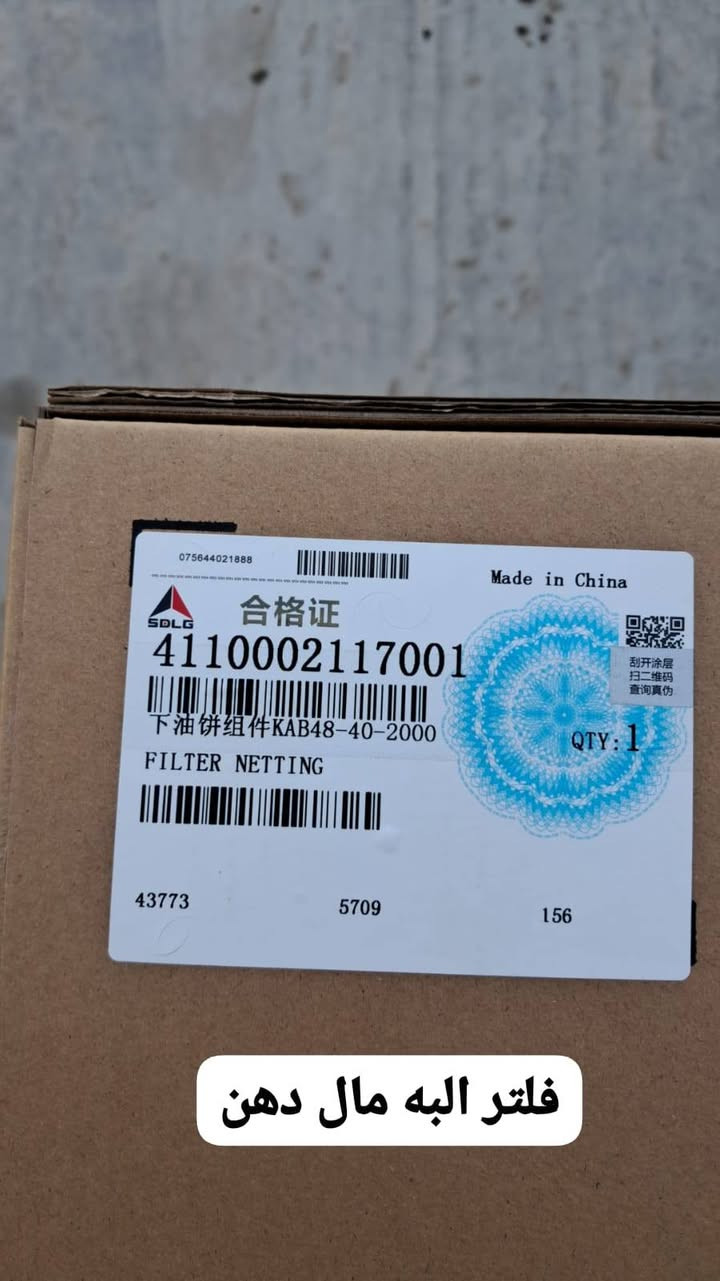 075644021888
Made in China
SDLG
合格证
4110002117001
刮开涂层
扫二维码
查询真伪
下油饼组件KAB48-40-2000
QTY:1
FILTER NETTING
43773 5709 156
فلتر البه مال دهن